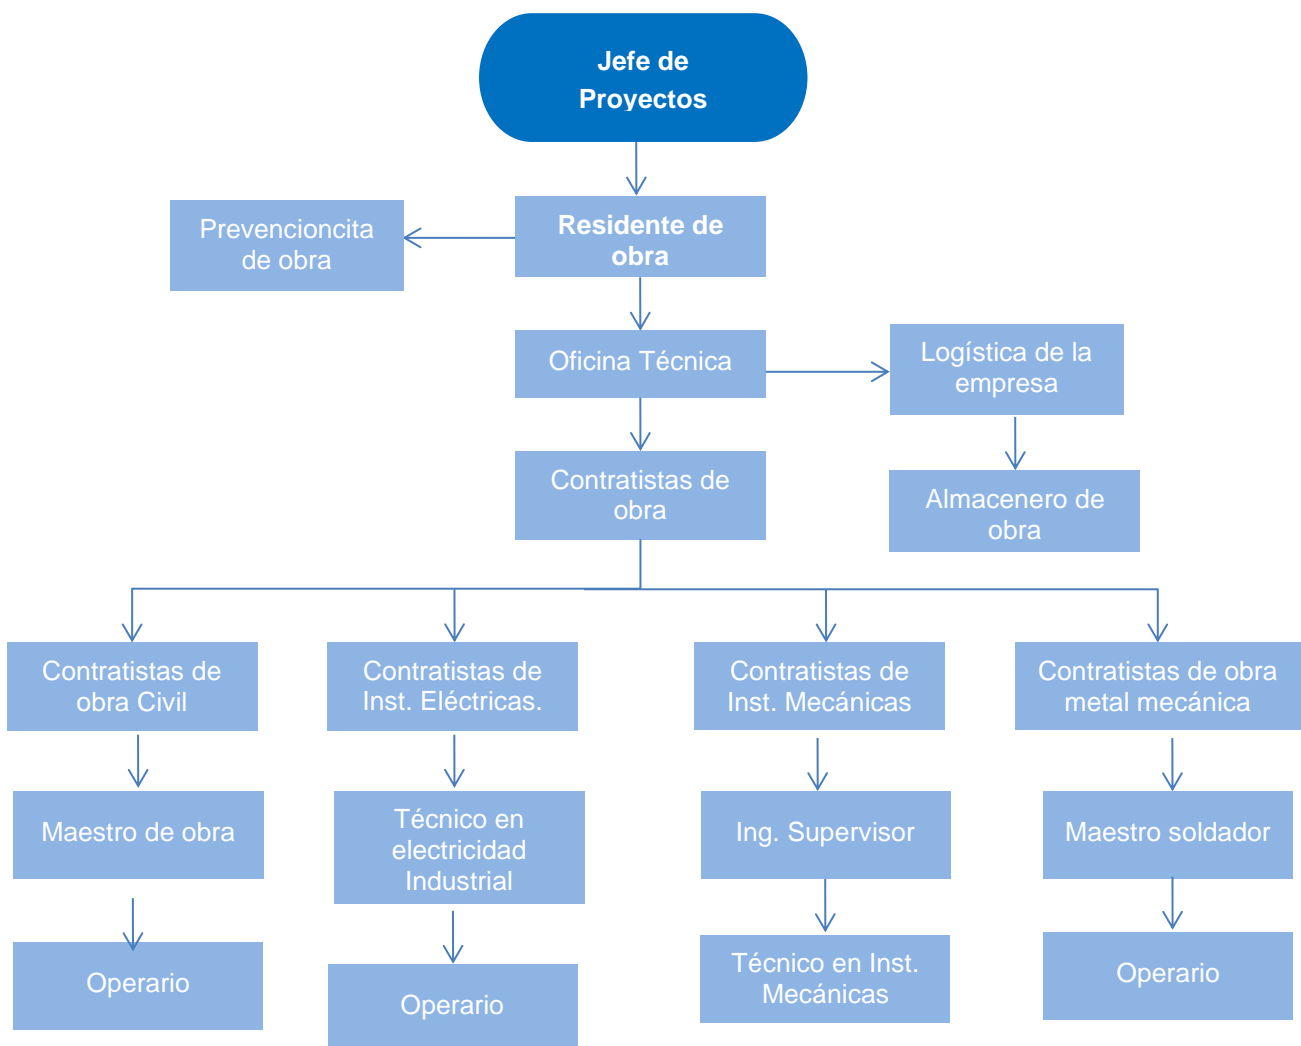 Jefe de
Proyectos
Prevencioncita
de obra
Residente de
obra
Oficina Técnica
Logística de la
empresa
Contratistas de
obra
Almacenero de
obra
Contratistas de
obra Civil
Contratistas de
Inst. Eléctricas.
Contratistas de
Inst. Mecánicas
Contratistas de obra
metal mecánica
Maestro de obra
Técnico en
electricidad
Industrial
Ing. Supervisor
Maestro soldador
Operario
Operario
Técnico en Inst.
Mecánicas
Operario